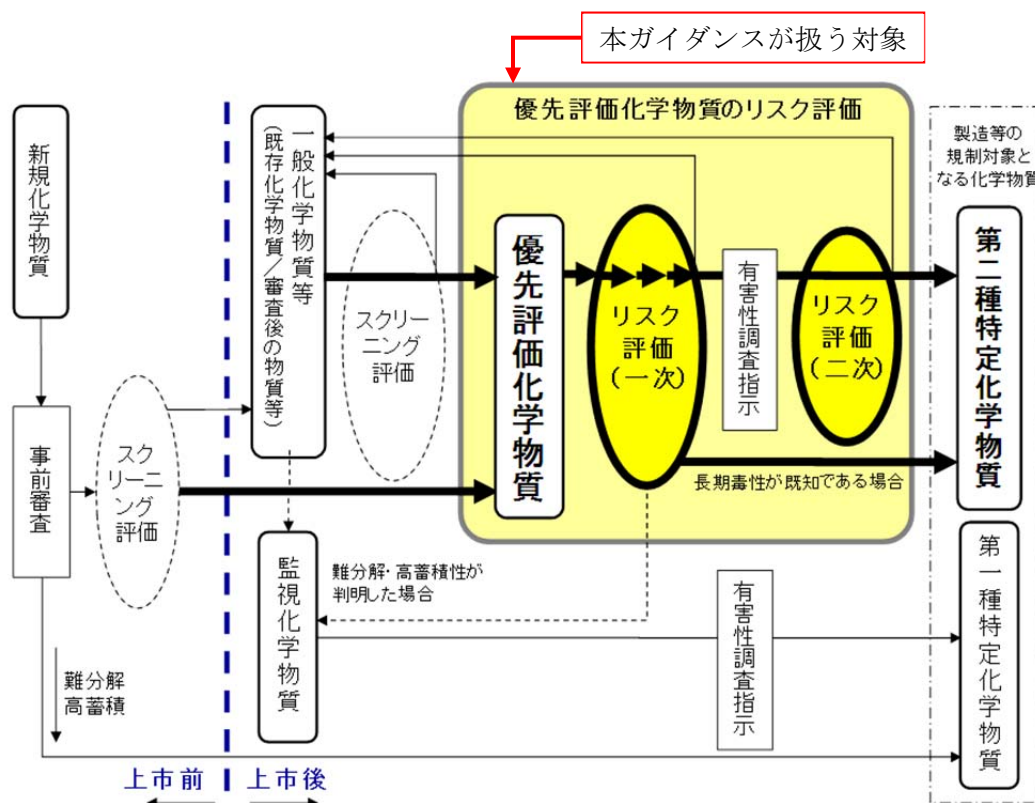 本ガイダンスが扱う対象
優先評価化学物質のリスク評価
新規化学物質
一般化学物質等
(既存化学物質/審査後の物質等)
スクリー
ニング
評価
優先評価化学物質
リスク
評価
(一次)
有害性調査指示
リスク
評価
(二次)
製造等の
規制対象と
なる化学物質
第二種特定化学物質
長期毒性が既知である場合
事前審査
スク
リーニ
ング
評価
監視化学物質
難分解・高蓄積性が
判明した場合
有害性調査指示
第一種特定化学物質
難分解
高蓄積
上市前
上市後